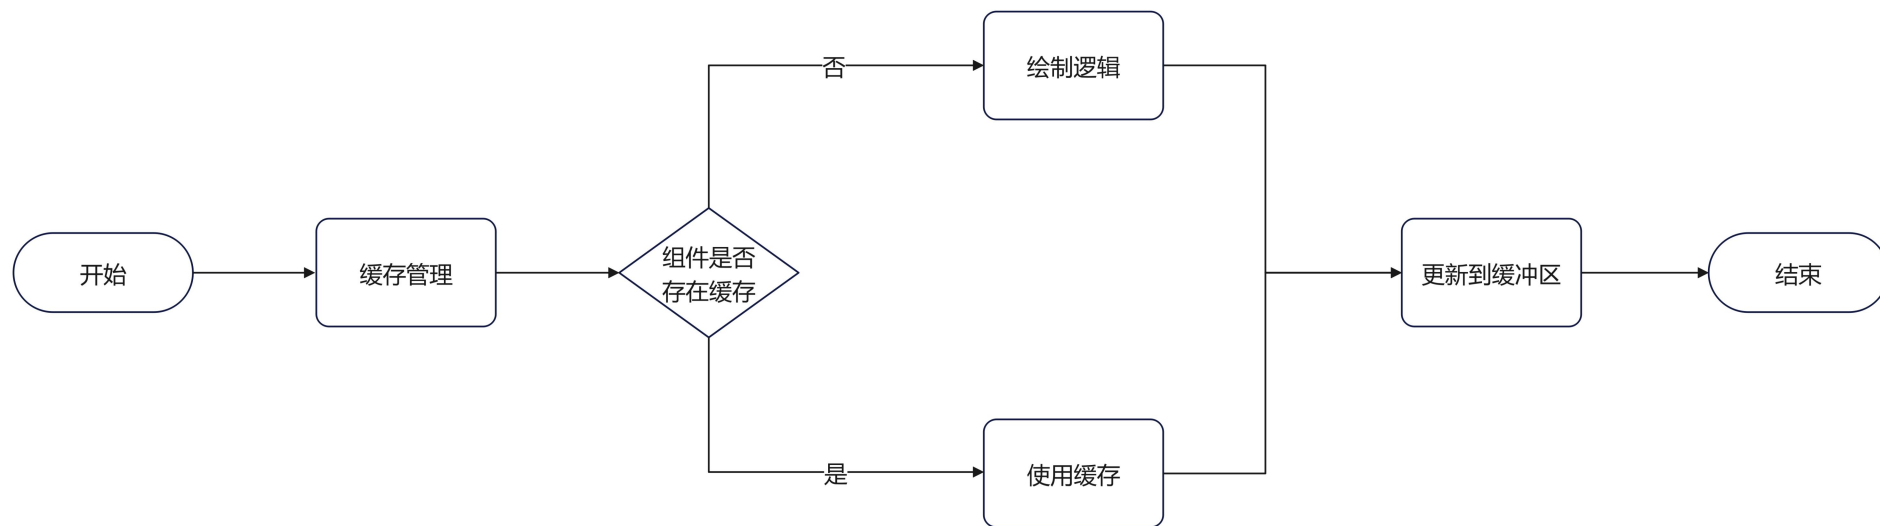 开始
缓存管理
组件是否
存在缓存
否
绘制逻辑
是
使用缓存
更新到缓冲区
结束